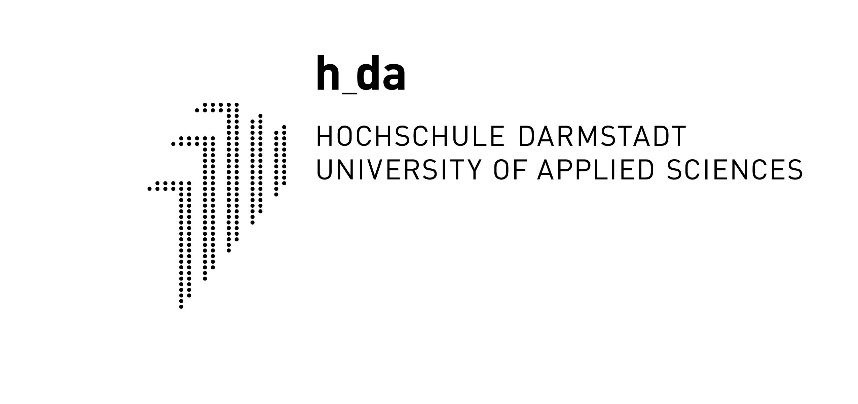 h_da
HOCHSCHULE DARMSTADT
UNIVERSITY OF APPLIED SCIENCES